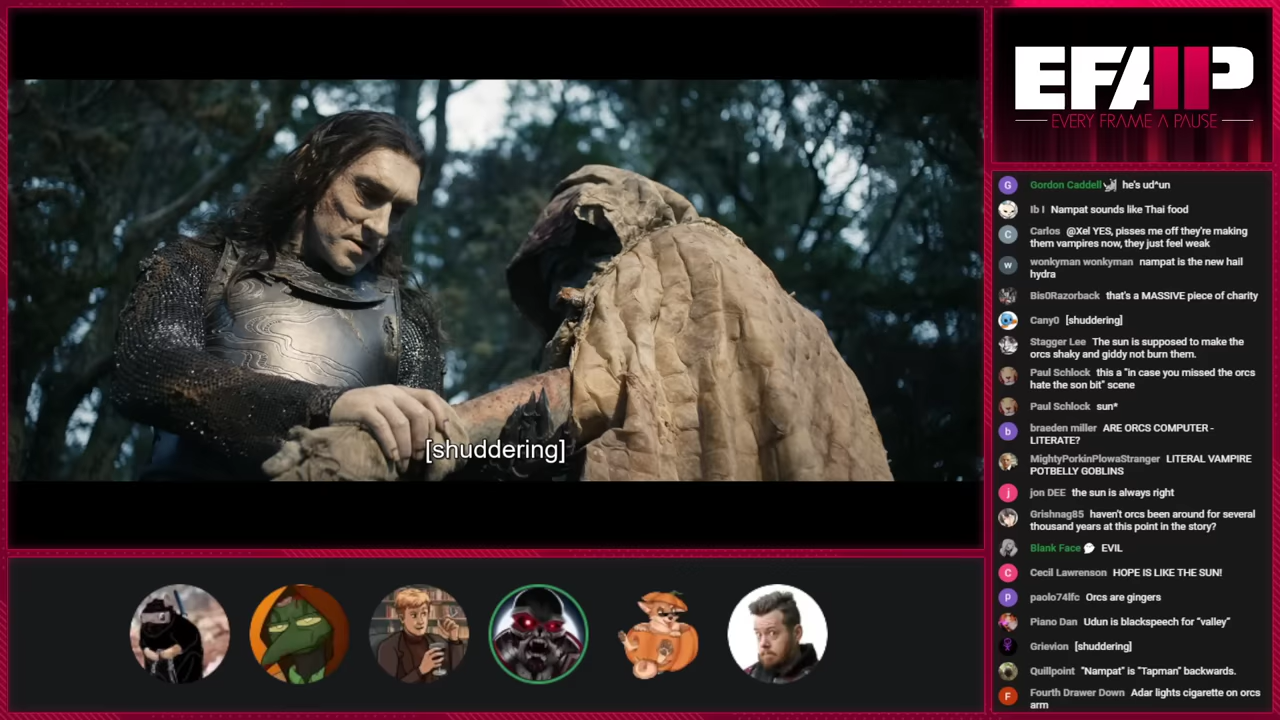 [shuddering]
EFAP
EVERY FRAME A PAUSE
G Gordon Caddell he's ud^un
Ib I Nampat sounds like Thai food
C Carlos @Xel YES, pisses me off they're making
them vampires now, they just feel weak
w wonkyman wonkyman nampat is the new hail
hydra
Bis0Razorback that's a MASSIVE piece of charity
Cany0 [shuddering]
Stagger Lee The sun is supposed to make the
orcs shaky and giddy not burn them.
Paul Schlock this a "in case you missed the orcs
hate the son bit" scene
Paul Schlock sun*
b braeden miller ARE ORCS COMPUTER -
LITERATE?
MightyPorkinPlowaStranger LITERAL VAMPIRE
POTBELLY GOBLINS
j jon DEE the sun is always right
Grishnag85 haven't orcs been around for several
thousand years at this point in the story?
Blank Face EVIL
C Cecil Lawrenson HOPE IS LIKE THE SUN!
p paolo74lfc Orcs are gingers
Piano Dan Udun is blackspeech for “valley”
Grievion [shuddering]
Quillpoint "Nampat" is "Tapman" backwards.
F Fourth Drawer Down Adar lights cigarette on orcs
arm